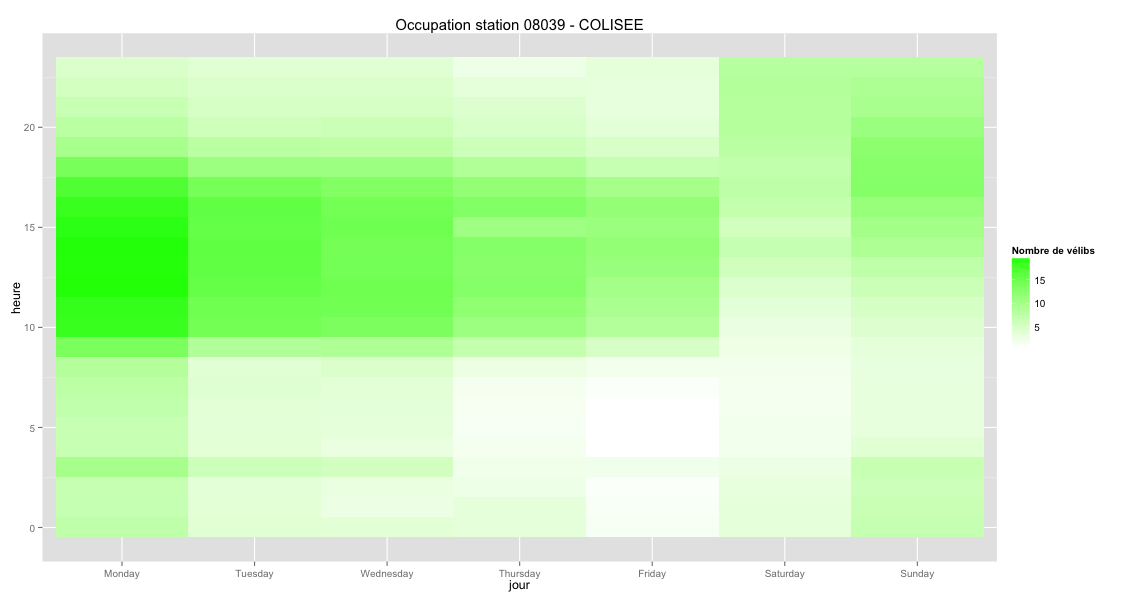 Occupation station 08039 - COLISEE
heure
20
15
10
5
0
Monday Tuesday Wednesday Thursday Friday Saturday Sunday
jour
Nombre de vélibs
15
10
5